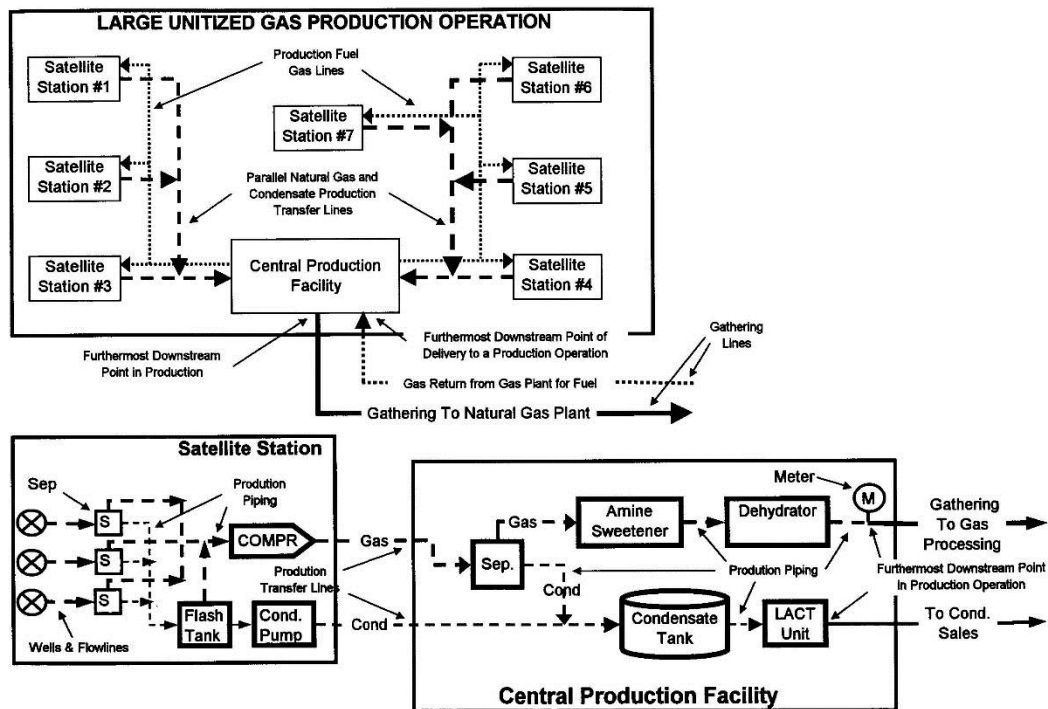 LARGE UNITIZED GAS PRODUCTION OPERATION
Satellite
Station #1
Production Fuel
Gas Lines
Satellite
Station #6
Satellite
Station #7
Satellite
Station #2
Parallel Natural Gas and
Condensate Production
Transfer Lines
Satellite
Station #5
Satellite
Station #3
Central Production
Facility
Satellite
Station #4
Furthermost Downstream
Point in Production
Furthermost Downstream Point of
Delivery to a Production Operation
Gathering
Lines
Gas Return from Gas Plant for Fuel
Gathering To Natural Gas Plant
Satellite Station
Sep
Prodution
Piping
S
S
S
COMPR
Gas
Prodution
Transfer Lines
Flash
Tank
Cond.
Pump
Cond
Wells & Flowlines
Meter
M
Gas
Amine
Sweetener
Dehydrator
Gathering
To Gas
Processing
Sep.
Cond
Prodution Piping
Furthermost Downstream Point
In Production Operation
Condensate
Tank
LACT
Unit
To Cond.
Sales
Central Production Facility